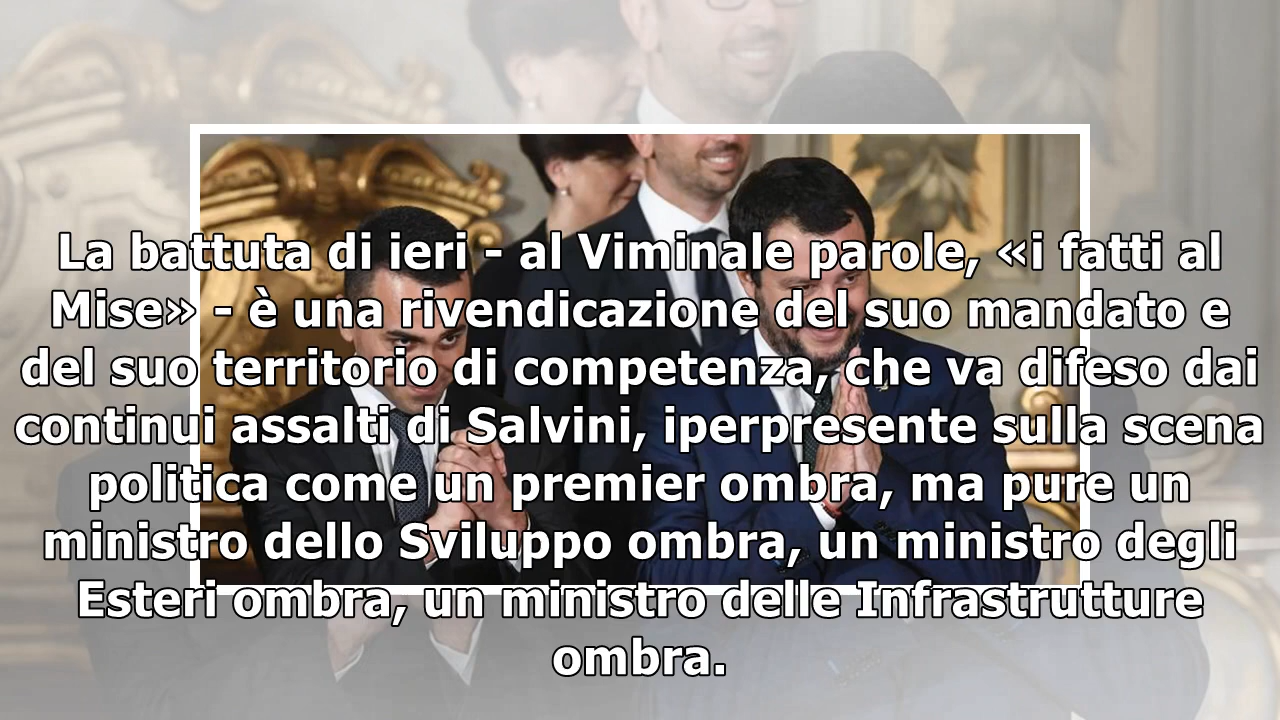 La battuta di ieri - al Viminale parole, «i fatti al
Mise» - è una rivendicazione del suo mandato e
del suo territorio di competenza, che va difeso dai
continui assalti di Salvini, iperpresente sulla scena
politica come un premier ombra, ma pure un
ministro dello Sviluppo ombra, un ministro degli
Esteri ombra, un ministro delle Infrastrutture
ombra.